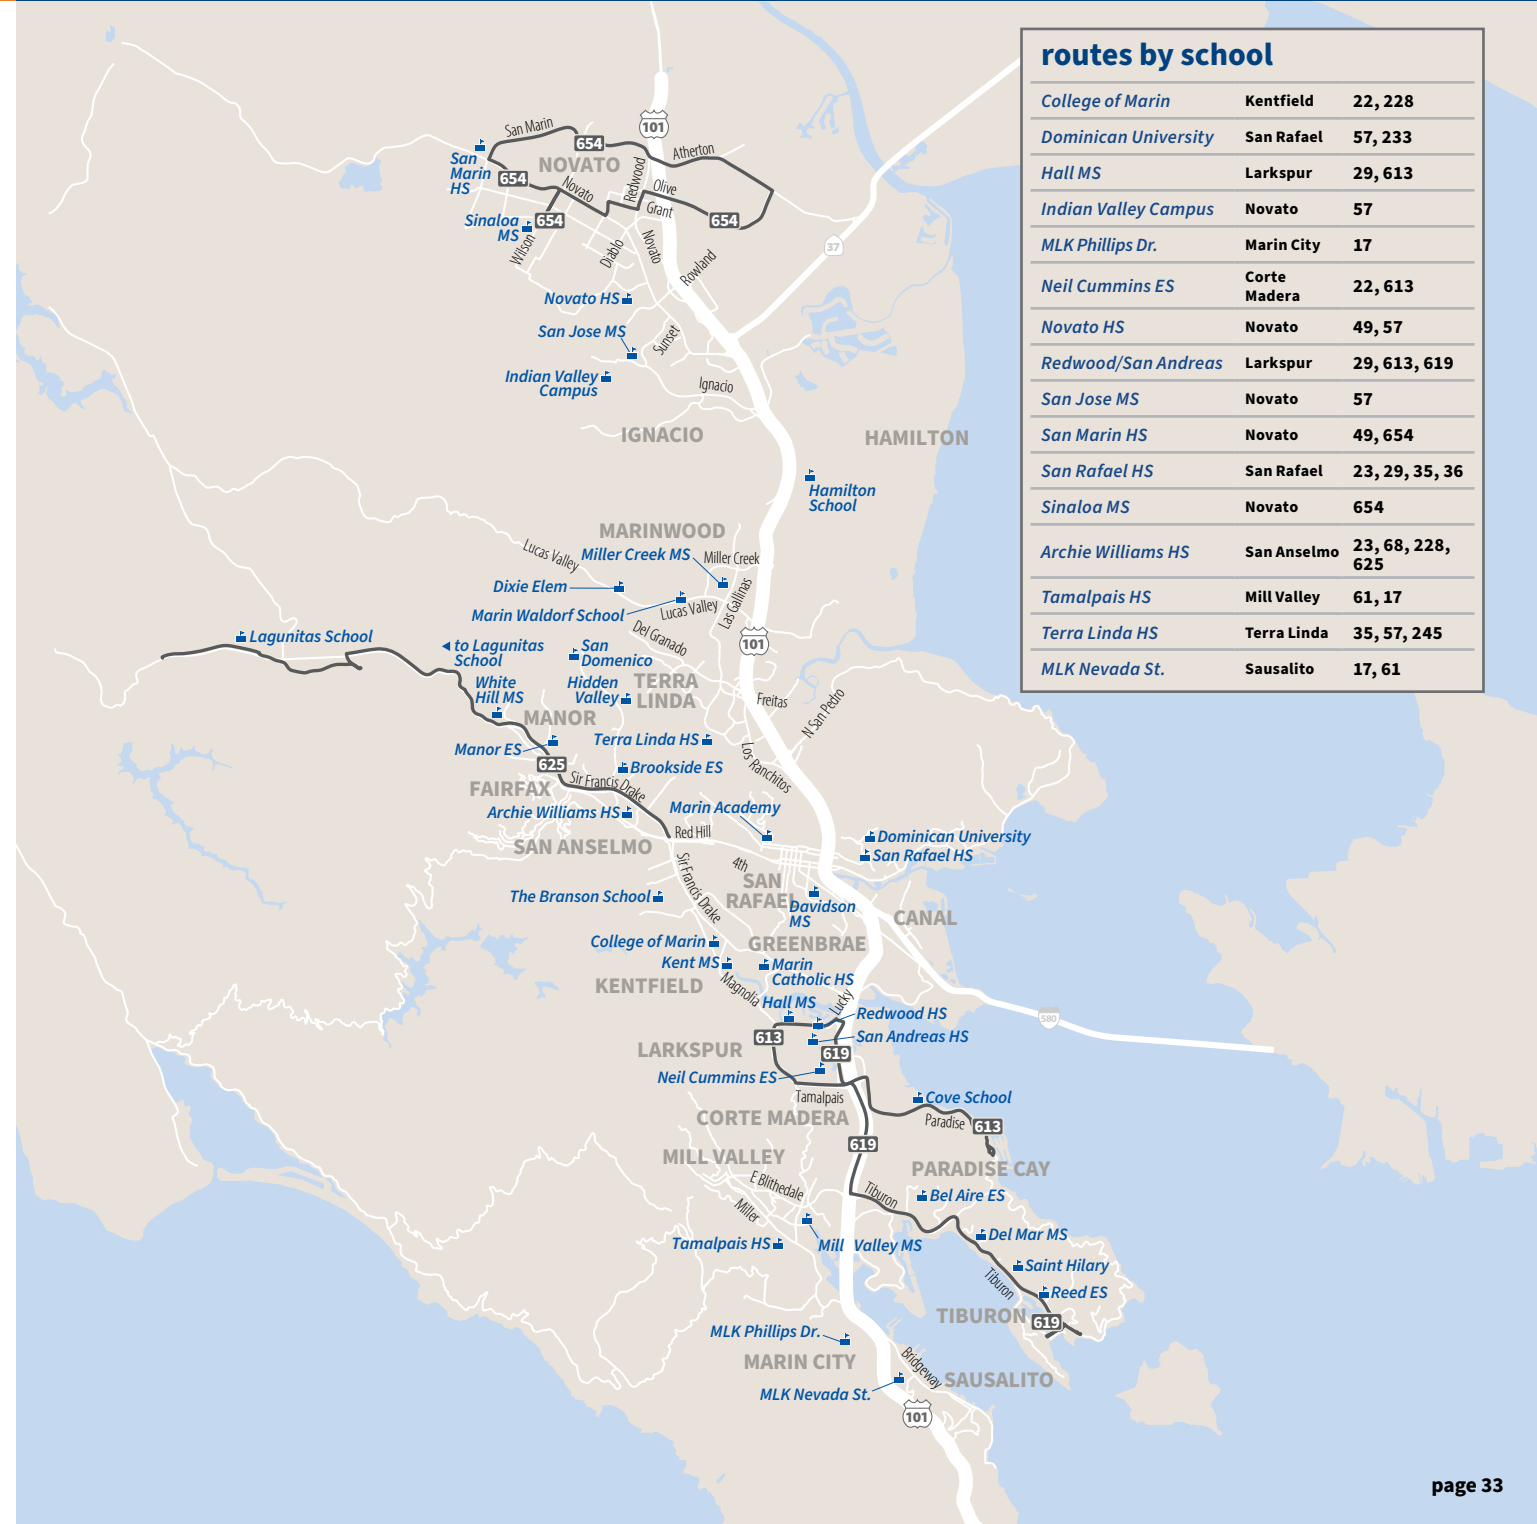 routes by school
College of Marin Kentfield 22, 228
Dominican University San Rafael 57, 233
Hall MS Larkspur 29, 613
Indian Valley Campus Novato 57
MLK Phillips Dr. Marin City 17
Neil Cummins ES Corte Madera 22, 613
Novato HS Novato 49, 57
Redwood/San Andreas Larkspur 29, 613, 619
San Jose MS Novato 57
San Marin HS Novato 49, 654
San Rafael HS San Rafael 23, 29, 35, 36
Sinaloa MS Novato 654
Archie Williams HS San Anselmo 23, 68, 228,
625
Tamalpais HS Mill Valley 61, 17
Terra Linda HS Terra Linda 35, 57, 245
MLK Nevada St. Sausalito 17, 61
101
San Marin
654
Atherton
San
Marin
HS
NOVATO
654
Novato
Redwood
Olive
Grant
654
Sinaloa
MS
654
Wilson
Diablo
Novato
Rowland
37
Novato HS
San Jose MS
Sunset
Indian Valley
Campus
Ignacio
IGNACIO
HAMILTON
Hamilton
School
MARINWOOD
Lucas Valley
Miller Creek MS
Miller Creek
Dixie Elem
Las Gallinas
Marin Waldorf School
Lucas Valley
Del Granado
101
Lagunitas School
to Lagunitas
School
San
Domenico
White
Hill MS
Hidden
Valley
TERRA
LINDA
Freitas
N San Pedro
MANOR
Manor ES
Terra Linda HS
Los Ranchitos
625
Brookside ES
FAIRFAX
Sir Francis Drake
Archie Williams HS
Marin Academy
Red Hill
SAN ANSELMO
Dominican University
San Rafael HS
4th
Sir Francis Drake
SAN
RAFAEL
The Branson School
Davidson
MS
CANAL
College of Marin
GREENBRAE
Kent MS
Marin
Catholic HS
KENTFIELD
Magnolia
Hall MS
Lucky
Redwood HS
580
613
San Andreas HS
LARKSPUR
619
Neil Cummins ES
Tamalpais
Cove School
CORTE MADERA
Paradise
613
619
MILL VALLEY
PARADISE CAY
E Blithedale
Tiburon
Bel Aire ES
Miller
Del Mar MS
Tamalpais HS
Mill Valley MS
Saint Hilary
Tiburon
Reed ES
TIBURON
619
MLK Phillips Dr.
MARIN CITY
Bridgeway
SAUSALITO
MLK Nevada St.
101
page 33